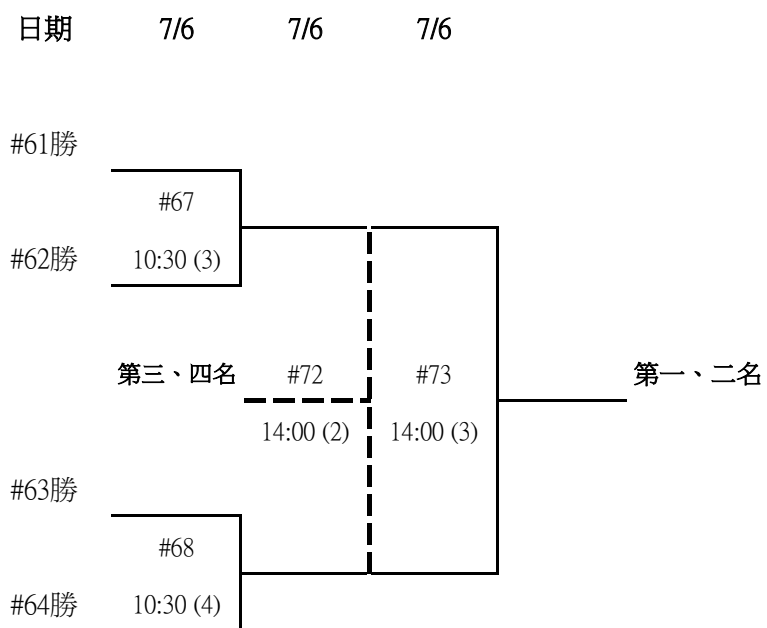 日期 7/6 7/6 7/6
#61勝
#67
#62勝 10:30 (3)
第三、四名 #72 #73 第一、二名
14:00 (2) 14:00 (3)
#63勝
#68
#64勝 10:30 (4)